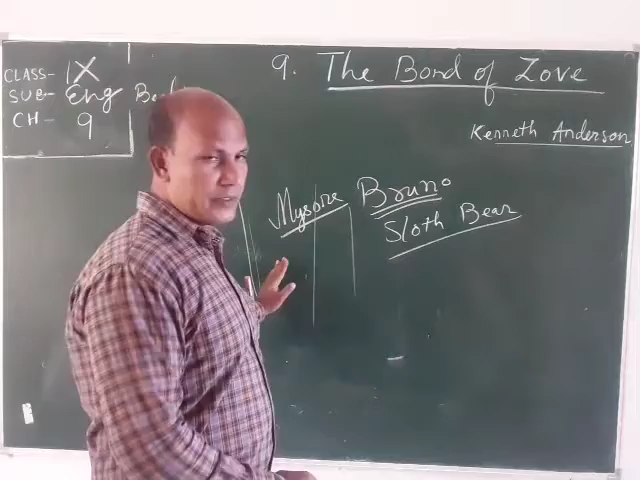 CLASS- IX
SUB- Eng
CH- 9
9. The Bond of Love
Kenneth Anderson
Mysore Bruno
Sloth Bear